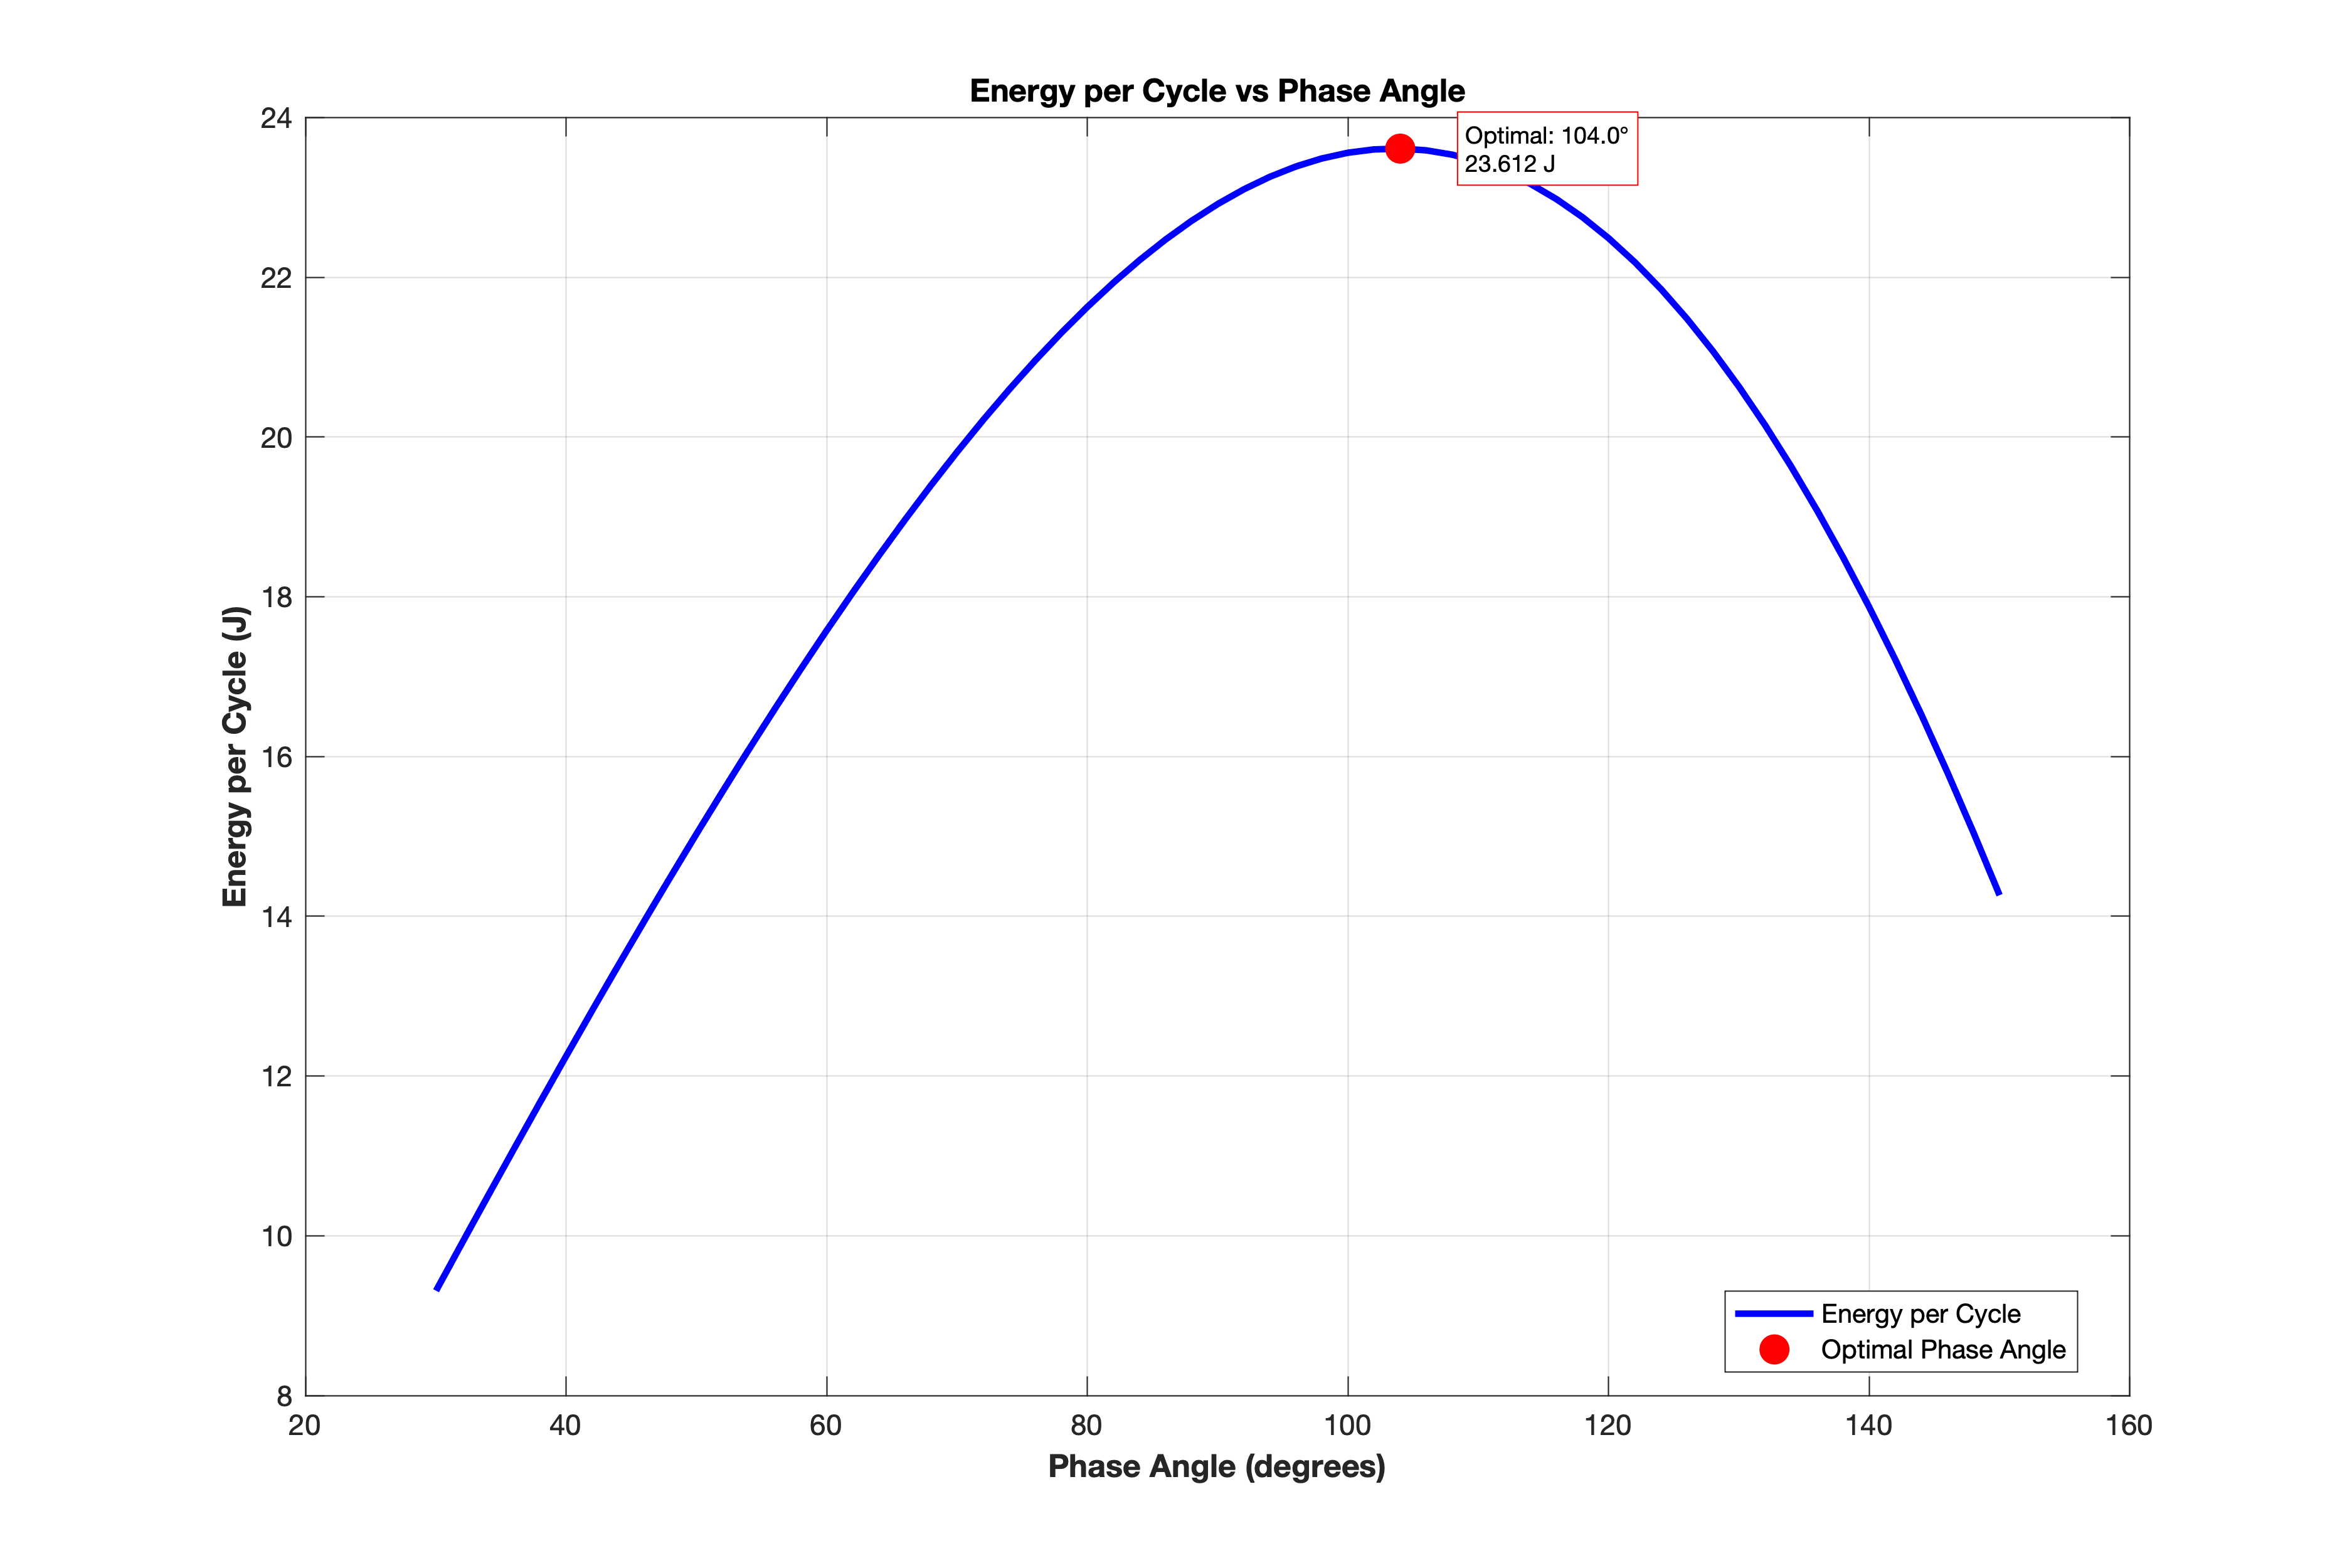 Energy per Cycle vs Phase Angle
Optimal: 104.0°
23.612 J
24
22
20
18
16
14
12
10
8
Energy per Cycle (J)
20 40 60 80 100 120 140 160
Phase Angle (degrees)
Energy per Cycle
Optimal Phase Angle